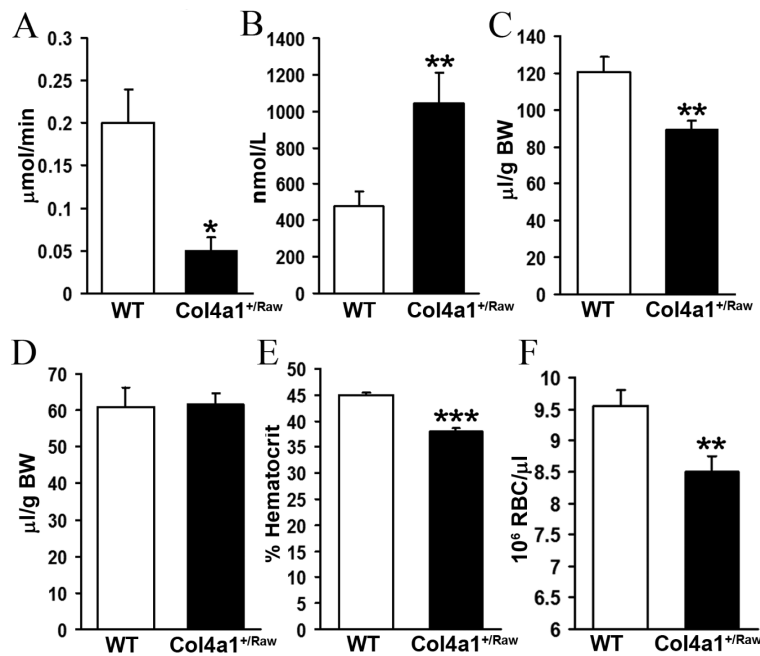 A
μmol/min
0.3
0.25
0.2
0.15
0.1
0.05
0
*
WT
Col4a1+/Raw
B
nmol/L
1400
1200
1000
800
600
400
200
0
**
WT
Col4a1+/Raw
C
μl/g BW
140
120
100
80
60
40
20
0
**
WT
Col4a1+/Raw
D
μl/g BW
70
60
50
40
30
20
10
0
WT
Col4a1+/Raw
E
% Hematocrit
50
45
40
35
30
25
20
15
10
5
0
***
WT
Col4a1+/Raw
F
10⁶ RBC/μl
10
9.5
9
8.5
8
7.5
7
6.5
6
**
WT
Col4a1+/Raw